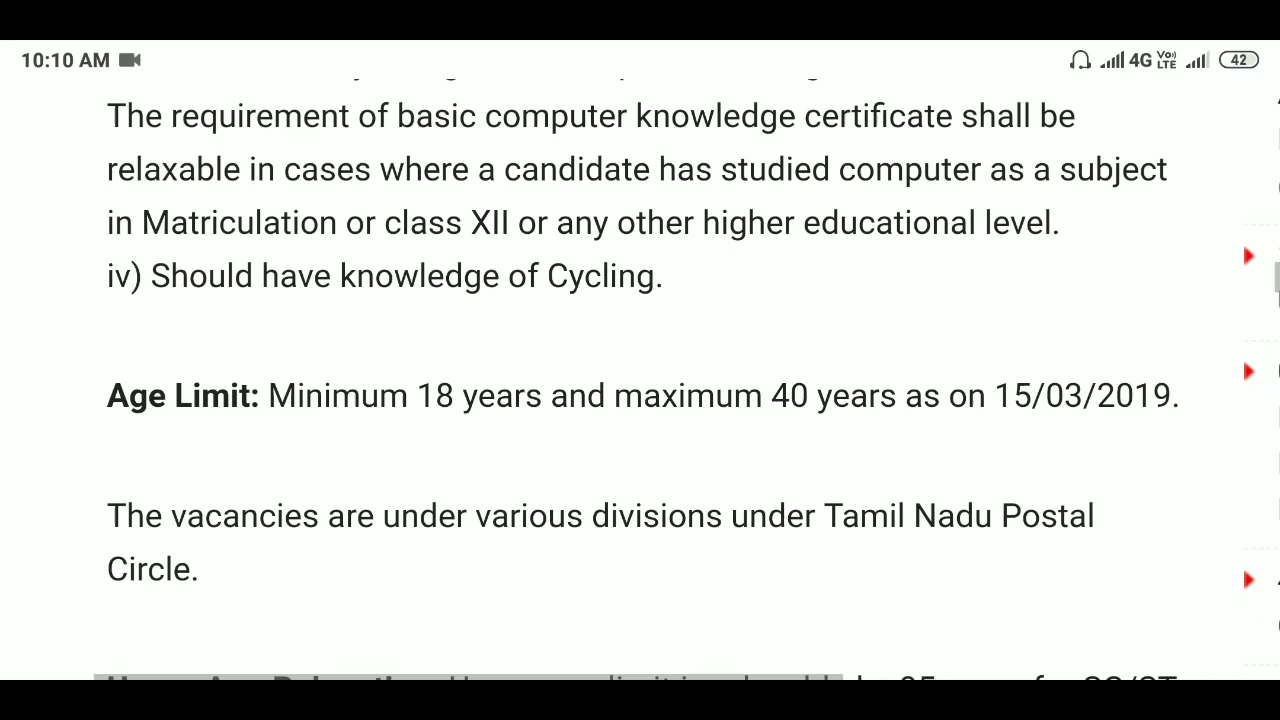 10:10 AM 4G Vo)) LTE 42
The requirement of basic computer knowledge certificate shall be
relaxable in cases where a candidate has studied computer as a subject
in Matriculation or class XII or any other higher educational level.
iv) Should have knowledge of Cycling.
Age Limit: Minimum 18 years and maximum 40 years as on 15/03/2019.
The vacancies are under various divisions under Tamil Nadu Postal
Circle.